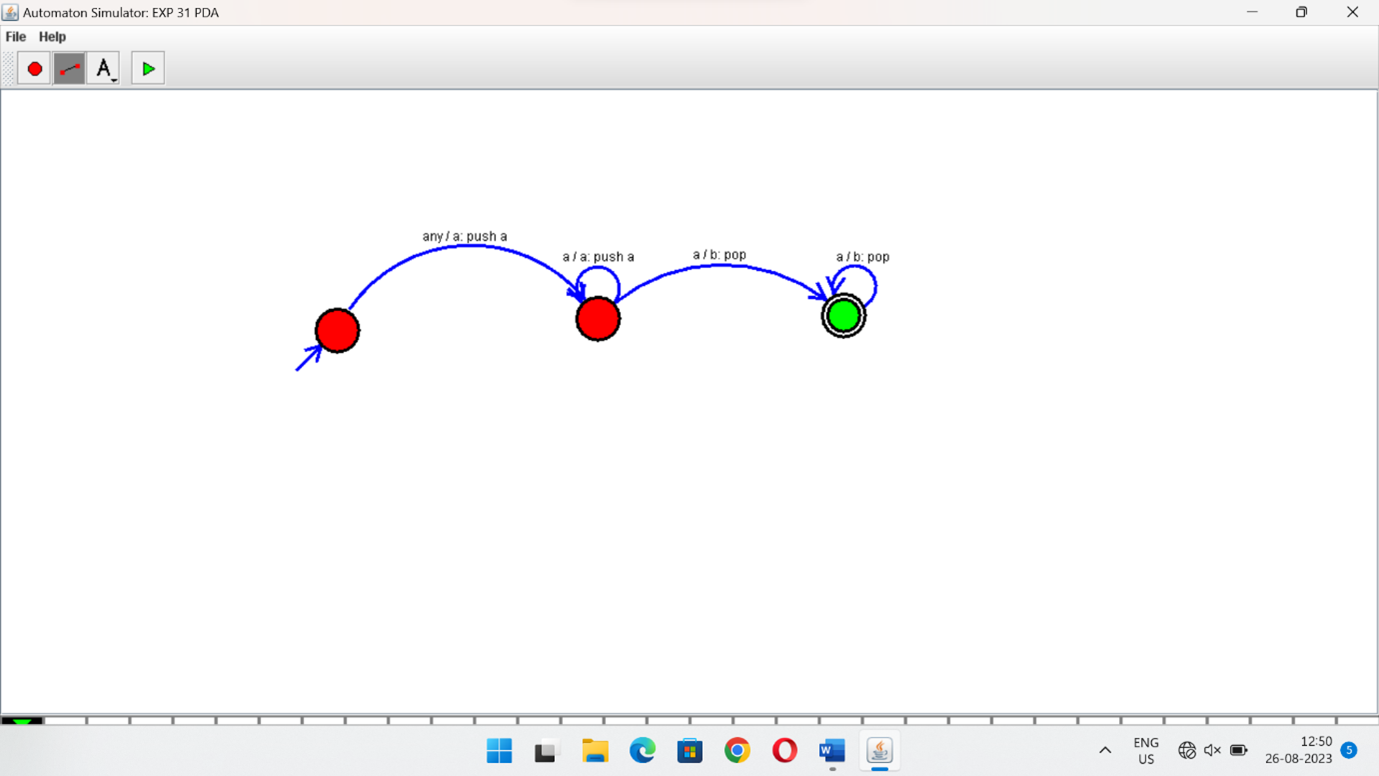 Automaton Simulator: EXP 31 PDA
File Help
A
any / a: push a
a / a: push a
a / b: pop
a / b: pop
ENG
US
12:50
26-08-2023
5